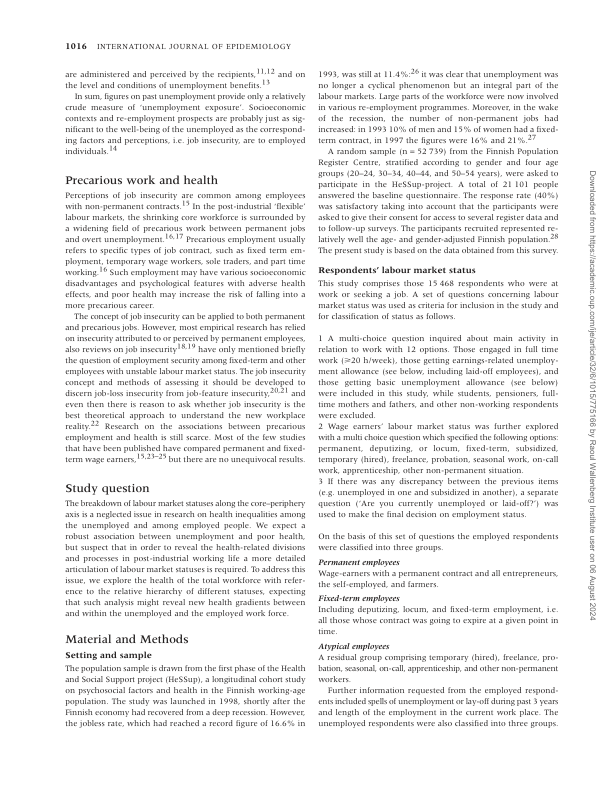 1016 INTERNATIONAL JOURNAL OF EPIDEMIOLOGY
are administered and perceived by the recipients,11,12 and on
the level and conditions of unemployment benefits.13
In sum, figures on past unemployment provide only a relatively
crude measure of 'unemployment exposure'. Socioeconomic
contexts and re-employment prospects are probably just as sig-
nificant to the well-being of the unemployed as the correspond-
ing factors and perceptions, i.e. job insecurity, are to employed
individuals.14
Precarious work and health
Perceptions of job insecurity are common among employees
with non-permanent contracts.15 In the post-industrial 'flexible'
labour markets, the shrinking core workforce is surrounded by
a widening field of precarious work between permanent jobs
and overt unemployment.16,17 Precarious employment usually
refers to specific types of job contract, such as fixed term em-
ployment, temporary wage workers, sole traders, and part time
working.16 Such employment may have various socioeconomic
disadvantages and psychological features with adverse health
effects, and poor health may increase the risk of falling into a
more precarious career.
The concept of job insecurity can be applied to both permanent
and precarious jobs. However, most empirical research has relied
on insecurity attributed to or perceived by permanent employees,
also reviews on job insecurity18,19 have only mentioned briefly
the question of employment security among fixed-term and other
employees with unstable labour market status. The job insecurity
concept and methods of assessing it should be developed to
discern job-loss insecurity from job-feature insecurity,20,21 and
even then there is reason to ask whether job insecurity is the
best theoretical approach to understand the new workplace
reality.22 Research on the associations between precarious
employment and health is still scarce. Most of the few studies
that have been published have compared permanent and fixed-
term wage earners,15,23–25 but there are no unequivocal results.
Study question
The breakdown of labour market statuses along the core–periphery
axis is a neglected issue in research on health inequalities among
the unemployed and among employed people. We expect a
robust association between unemployment and poor health,
but suspect that in order to reveal the health-related divisions
and processes in post-industrial working life a more detailed
articulation of labour market statuses is required. To address this
issue, we explore the health of the total workforce with refer-
ence to the relative hierarchy of different statuses, expecting
that such analysis might reveal new health gradients between
and within the unemployed and the employed work force.
Material and Methods
Setting and sample
The population sample is drawn from the first phase of the Health
and Social Support project (HeSSup), a longitudinal cohort study
on psychosocial factors and health in the Finnish working-age
population. The study was launched in 1998, shortly after the
Finnish economy had recovered from a deep recession. However,
the jobless rate, which had reached a record figure of 16.6% in
1993, was still at 11.4%:26 it was clear that unemployment was
no longer a cyclical phenomenon but an integral part of the
labour markets. Large parts of the workforce were now involved
in various re-employment programmes. Moreover, in the wake
of the recession, the number of non-permanent jobs had
increased: in 1993 10% of men and 15% of women had a fixed-
term contract, in 1997 the figures were 16% and 21%.27
A random sample (n = 52 739) from the Finnish Population
Register Centre, stratified according to gender and four age
groups (20–24, 30–34, 40–44, and 50–54 years), were asked to
participate in the HeSSup-project. A total of 21 101 people
answered the baseline questionnaire. The response rate (40%)
was satisfactory taking into account that the participants were
asked to give their consent for access to several register data and
to follow-up surveys. The participants recruited represented re-
latively well the age- and gender-adjusted Finnish population.28
The present study is based on the data obtained from this survey.
Respondents' labour market status
This study comprises those 15 468 respondents who were at
work or seeking a job. A set of questions concerning labour
market status was used as criteria for inclusion in the study and
for classification of status as follows.
1 A multi-choice question inquired about main activity in
relation to work with 12 options. Those engaged in full time
work (≥20 h/week), those getting earnings-related unemploy-
ment allowance (see below, including laid-off employees), and
those getting basic unemployment allowance (see below)
were included in this study, while students, pensioners, full-
time mothers and fathers, and other non-working respondents
were excluded.
2 Wage earners' labour market status was further explored
with a multi choice question which specified the following options:
permanent, deputizing, or locum, fixed-term, subsidized,
temporary (hired), freelance, probation, seasonal work, on-call
work, apprenticeship, other non-permanent situation.
3 If there was any discrepancy between the previous items
(e.g. unemployed in one and subsidized in another), a separate
question ('Are you currently unemployed or laid-off?') was
used to make the final decision on employment status.
On the basis of this set of questions the employed respondents
were classified into three groups.
Permanent employees
Wage-earners with a permanent contract and all entrepreneurs,
the self-employed, and farmers.
Fixed-term employees
Including deputizing, locum, and fixed-term employment, i.e.
all those whose contract was going to expire at a given point in
time.
Atypical employees
A residual group comprising temporary (hired), freelance, pro-
bation, seasonal, on-call, apprenticeship, and other non-permanent
workers.
Further information requested from the employed respond-
ents included spells of unemployment or lay-off during past 3 years
and length of the employment in the current work place. The
unemployed respondents were also classified into three groups.
Downloaded from https://academic.oup.com/ije/article/32/6/1015/775166 by Raoul Wallenberg Institute user on 06 August 2024